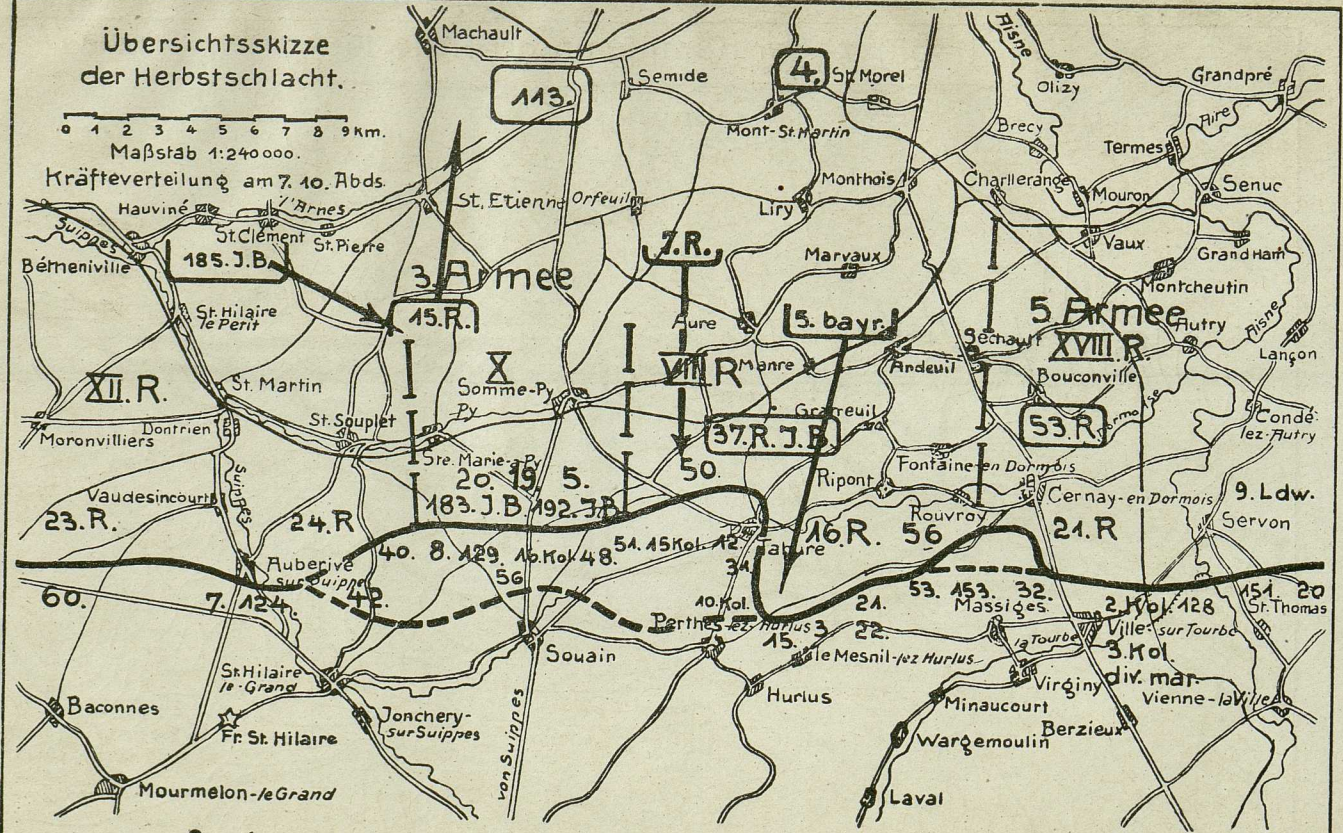 Übersichtsskizze
der Herbstschlacht.
0 1 2 3 4 5 6 7 8 9 Km.
Maßstab 1:240000.
Kräfteverteilung am 7. 10. Abds.
Machault
113.
Semide
4.
St. Morel
Mont-St. Martin
Aisne
Olizy
Grandpré
Aire
Brecy
Termes
Hauviné
St. Clément
l'Arnes
St. Pierre
St. Etienne
Orfeuil
Liry
Monthois
Charllerange
Mouron
Senuc
Suippes
Bétheniville
185. J.B.
3. Armee
7. R.
Marvaux
Vaux
Grand Ham
Montcheutin
St. Hilaire
le Petit
15. R.
Aure
5. bayr.
5. Armee
Sechault
Autry
Aisne
XII. R.
St. Martin
X
Somme-Py
VIII. R
Manre
Ardeuil
XVIII. R
Bouconville
Lançon
Moronvilliers
Dontrien
St. Souplet
Py
Gratreuil
37. R. J. B.
53. R.
Dormoise
Condé
lez-Autry
Ste. Marie-a-Py
20. 19. 5.
50.
Ripont
Fontaine-en Dormois
Cernay-en Dormois
9. Ldw.
Vaudesincourt
Suippes
23. R.
24. R
183. J.B
192. J.B
Rouvray
Servon
Auberive
sur Suippe
40. 8. 129. 16. Kol. 48.
51. 15 Kol. 12.
Tahure
16. R. 56
21. R
60.
7. 124.
42.
56
31.
53. 153. 32.
151. 20
10. Kol.
21.
Massiges
2. Kol. 128
St. Thomas
Perthes-lez-Hurlus
15. 3
22.
la Tourbe
Ville-sur Tourbe
Souain
le Mesnil-lez Hurlus
3. Kol.
div. mar.
St. Hilaire
le-Grand
Hurlus
Virginy
Vienne-la Ville
Baconnes
Fr. St. Hilaire
Jonchery-
sur Suippes
Minaucourt
Berzieux
Wargemoulin
von Suippes
Mourmelon-le Grand
Laval